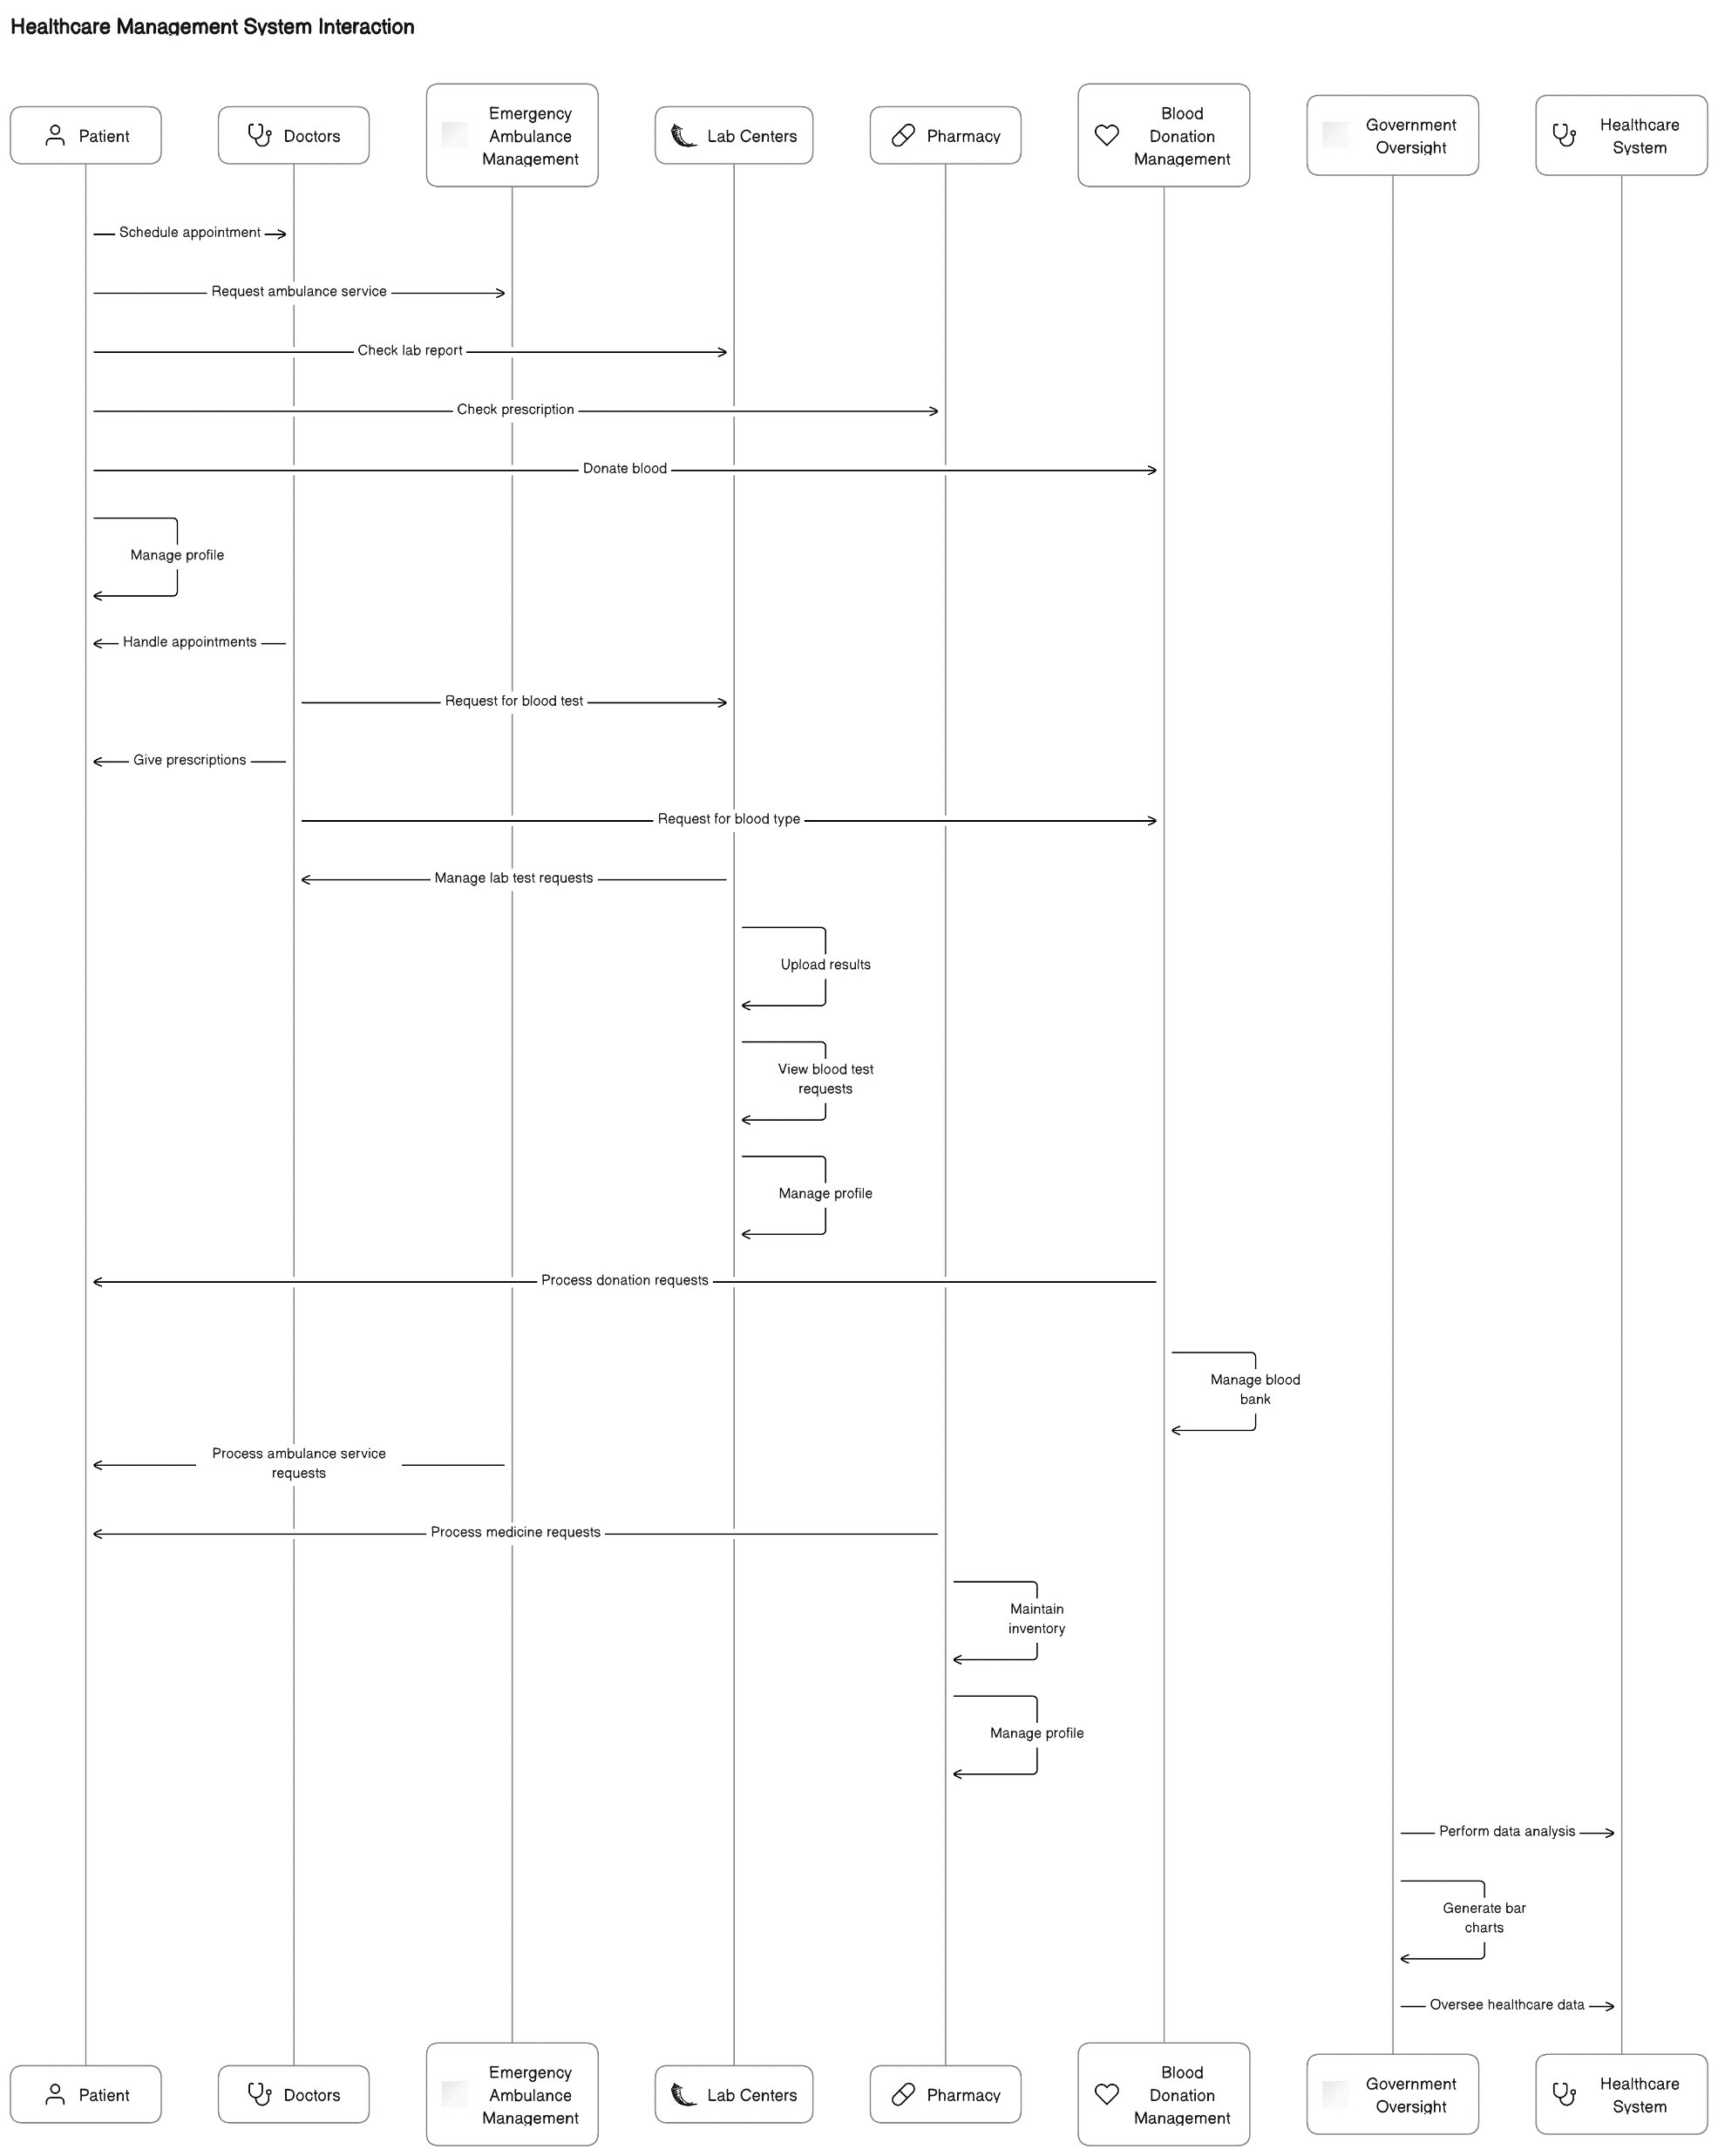 Healthcare Management System Interaction
Patient
Doctors
Emergency
Ambulance
Management
Lab Centers
Pharmacy
Blood
Donation
Management
Government
Oversight
Healthcare
System
Schedule appointment
Request ambulance service
Check lab report
Check prescription
Donate blood
Manage profile
Handle appointments
Request for blood test
Give prescriptions
Request for blood type
Manage lab test requests
Upload results
View blood test
requests
Manage profile
Process donation requests
Manage blood
bank
Process ambulance service
requests
Process medicine requests
Maintain
inventory
Manage profile
Perform data analysis
Generate bar
charts
Oversee healthcare data
Patient
Doctors
Emergency
Ambulance
Management
Lab Centers
Pharmacy
Blood
Donation
Management
Government
Oversight
Healthcare
System